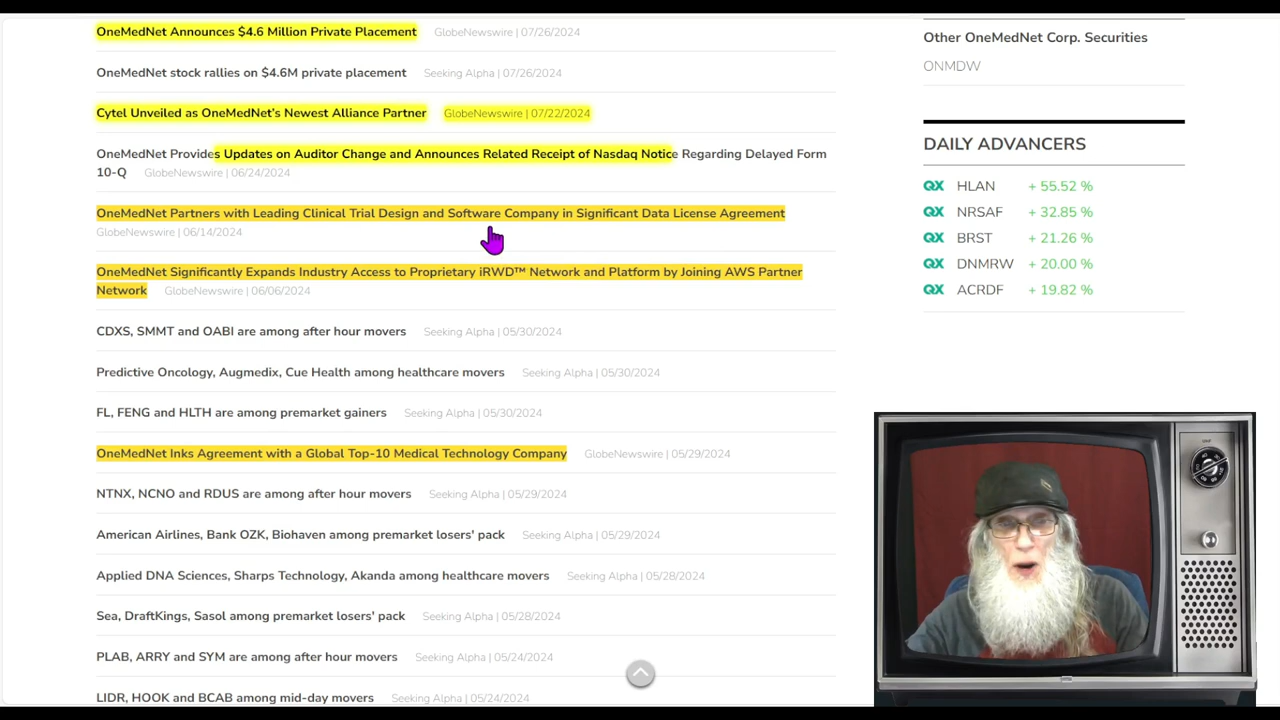 OneMedNet Announces $4.6 Million Private Placement GlobeNewswire | 07/26/2024
OneMedNet stock rallies on $4.6M private placement Seeking Alpha | 07/26/2024
Cytel Unveiled as OneMedNet's Newest Alliance Partner GlobeNewswire | 07/22/2024
OneMedNet Provides Updates on Auditor Change and Announces Related Receipt of Nasdaq Notice Regarding Delayed Form
10-Q GlobeNewswire | 06/24/2024
OneMedNet Partners with Leading Clinical Trial Design and Software Company in Significant Data License Agreement
GlobeNewswire | 06/14/2024
OneMedNet Significantly Expands Industry Access to Proprietary iRWD™ Network and Platform by Joining AWS Partner
Network GlobeNewswire | 06/06/2024
CDXS, SMMT and OABI are among after hour movers Seeking Alpha | 05/30/2024
Predictive Oncology, Augmedix, Cue Health among healthcare movers Seeking Alpha | 05/30/2024
FL, FENG and HLTH are among premarket gainers Seeking Alpha | 05/30/2024
OneMedNet Inks Agreement with a Global Top-10 Medical Technology Company GlobeNewswire | 05/29/2024
NTNX, NCNO and RDUS are among after hour movers Seeking Alpha | 05/29/2024
American Airlines, Bank OZK, Biohaven among premarket losers' pack Seeking Alpha | 05/29/2024
Applied DNA Sciences, Sharps Technology, Akanda among healthcare movers Seeking Alpha | 05/28/2024
Sea, DraftKings, Sasol among premarket losers' pack Seeking Alpha | 05/28/2024
PLAB, ARRY and SYM are among after hour movers Seeking Alpha | 05/24/2024
LIDR, HOOK and BCAB among mid-day movers Seeking Alpha | 05/24/2024
Other OneMedNet Corp. Securities
ONMDW
DAILY ADVANCERS
QX HLAN + 55.52 %
QX NRSAF + 32.85 %
QX BRST + 21.26 %
QX DNMRW + 20.00 %
QX ACRDF + 19.82 %